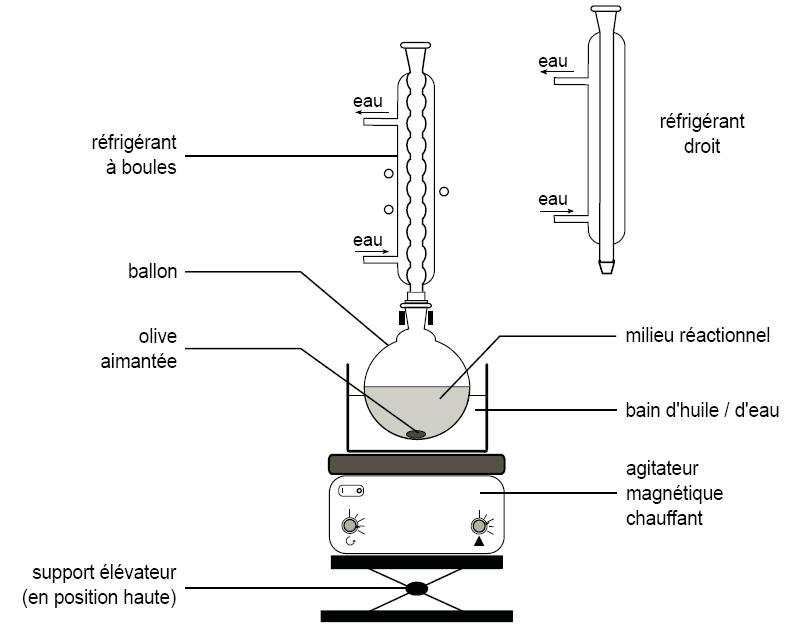 eau
eau
réfrigérant
à boules
réfrigérant
droit
eau
eau
ballon
olive
aimantée
milieu réactionnel
bain d'huile / d'eau
agitateur
magnétique
chauffant
support élévateur
(en position haute)